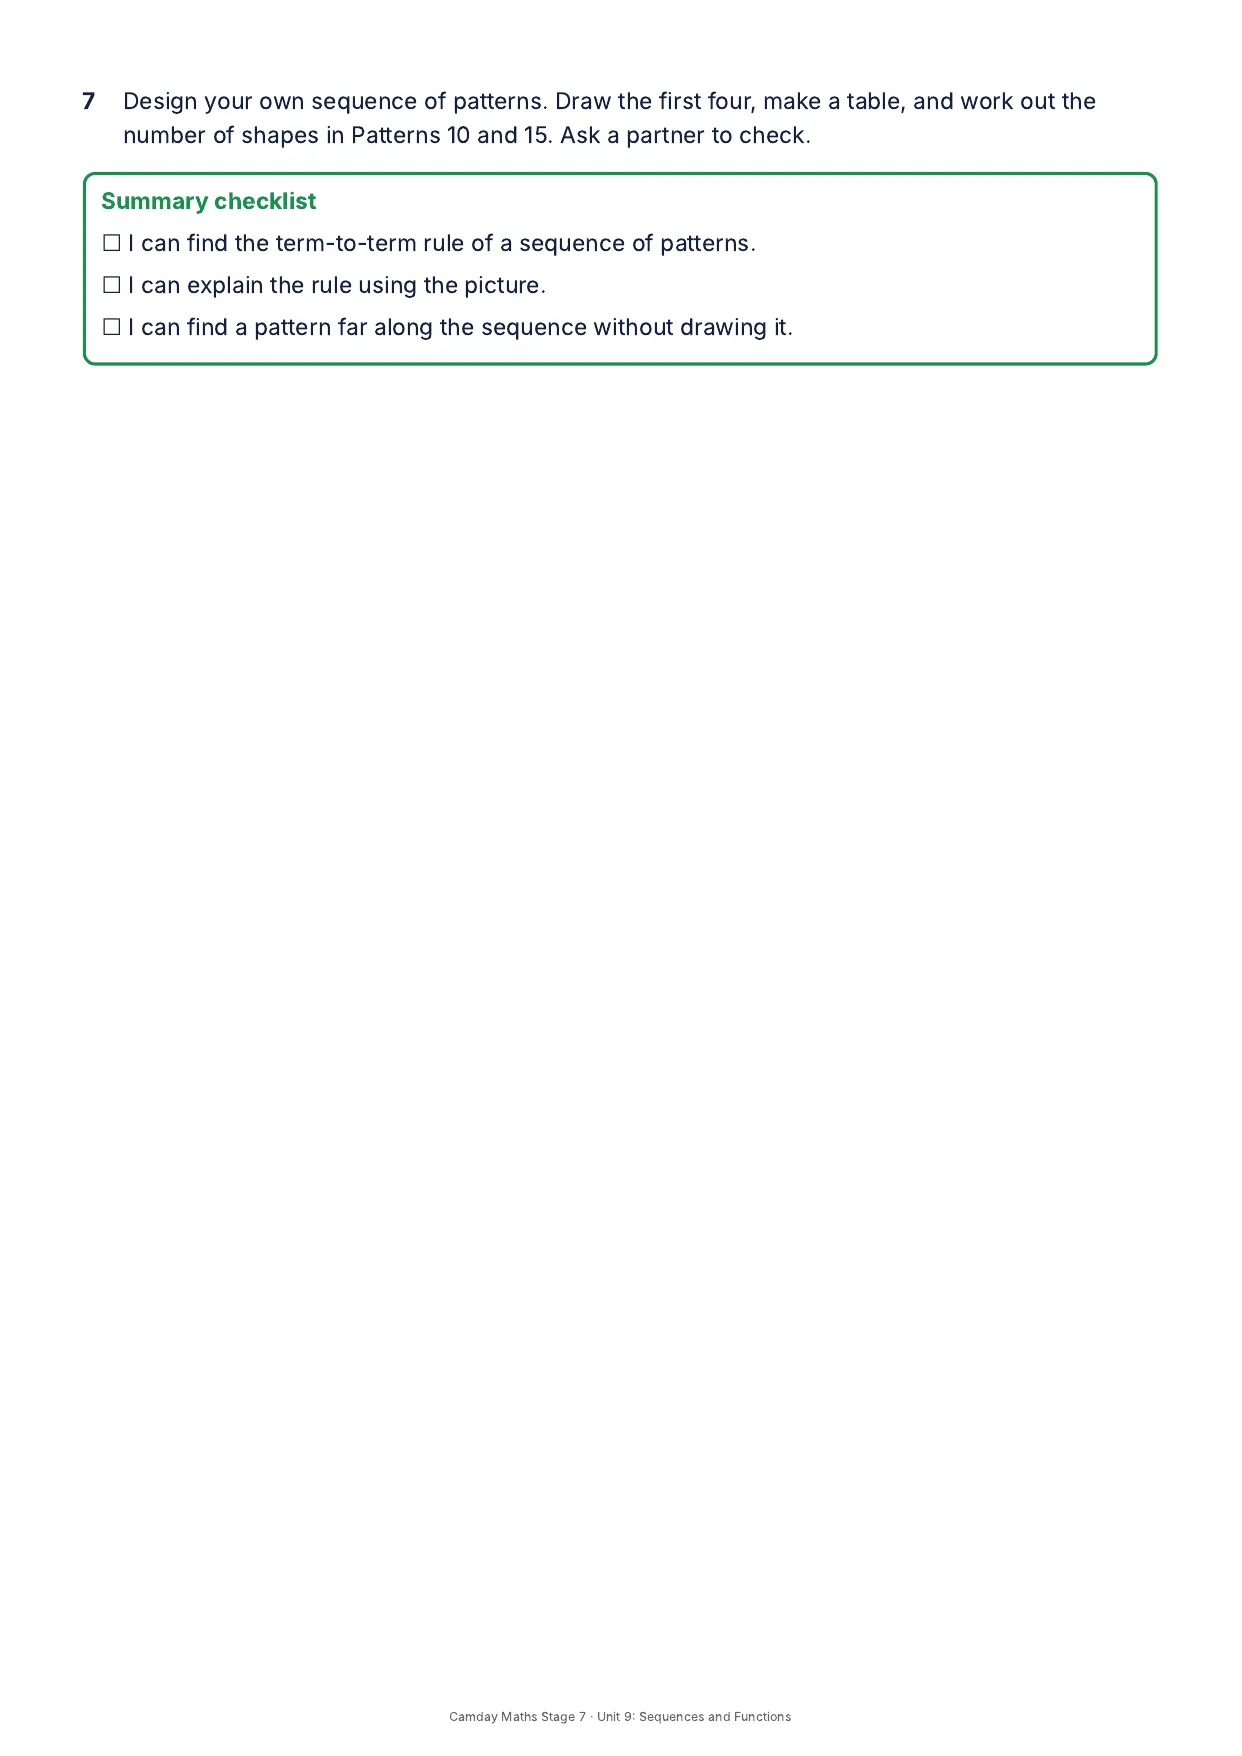 7 Design your own sequence of patterns. Draw the first four, make a table, and work out the
number of shapes in Patterns 10 and 15. Ask a partner to check.
Summary checklist
☐ I can find the term-to-term rule of a sequence of patterns.
☐ I can explain the rule using the picture.
☐ I can find a pattern far along the sequence without drawing it.
Camday Maths Stage 7 · Unit 9: Sequences and Functions